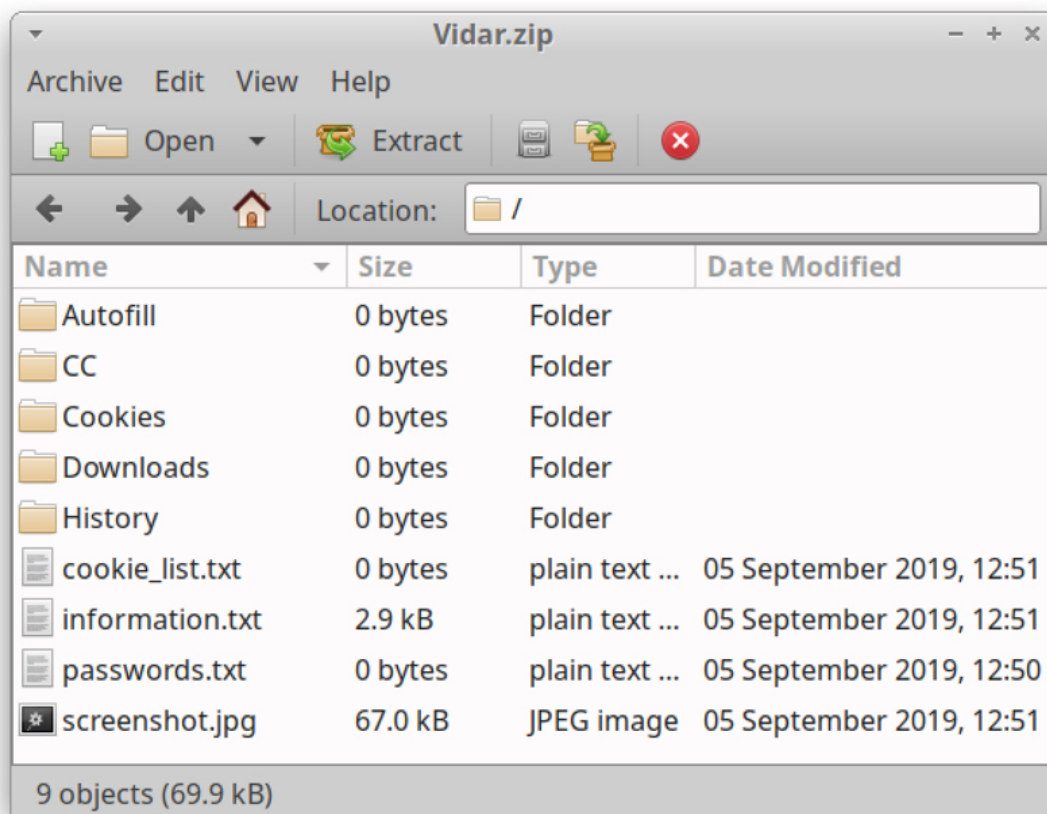 Vidar.zip
Archive Edit View Help
Open Extract
Location: /
Name Size Type Date Modified
Autofill 0 bytes Folder
CC 0 bytes Folder
Cookies 0 bytes Folder
Downloads 0 bytes Folder
History 0 bytes Folder
cookie_list.txt 0 bytes plain text ... 05 September 2019, 12:51
information.txt 2.9 kB plain text ... 05 September 2019, 12:51
passwords.txt 0 bytes plain text ... 05 September 2019, 12:50
screenshot.jpg 67.0 kB JPEG image 05 September 2019, 12:51
9 objects (69.9 kB)